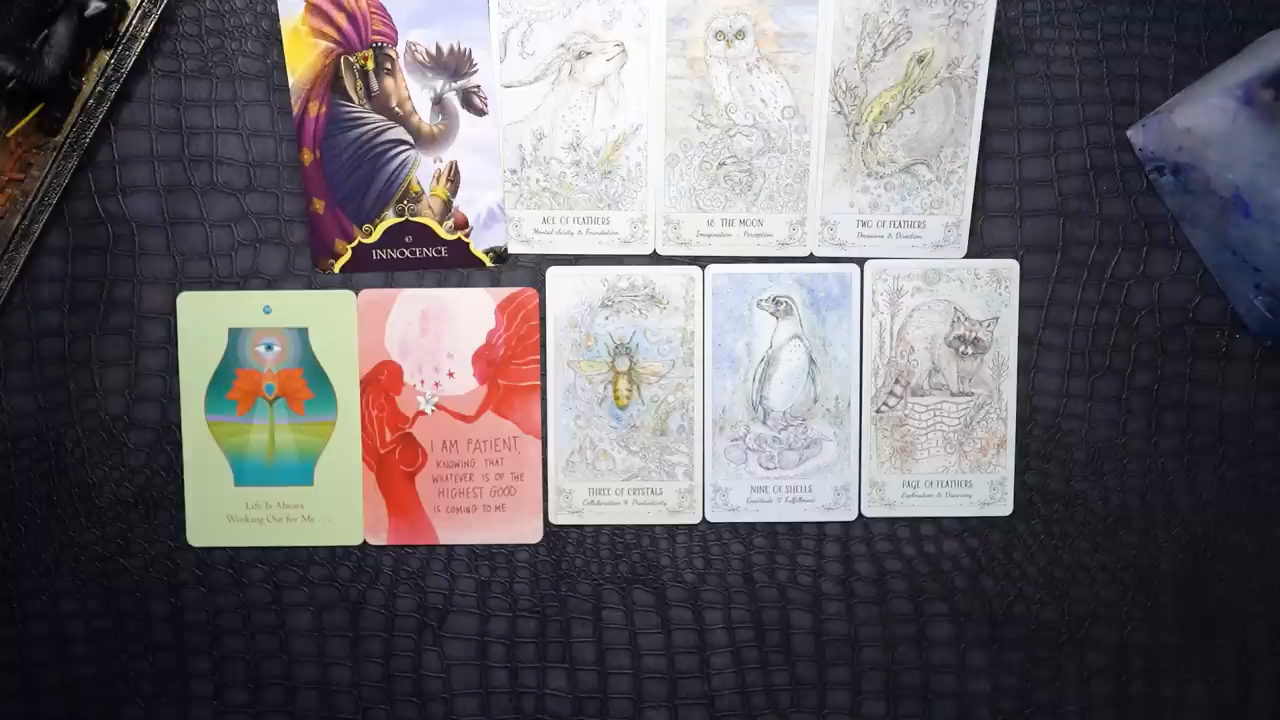 43
INNOCENCE
ACE OF FEATHERS
Mental clarity & Foundation
18 THE MOON
Imagination • Perception
TWO OF FEATHERS
Decisions & Direction
Life Is Always
Working Out for Me ...
I AM PATIENT,
KNOWING THAT
WHATEVER IS OF THE
HIGHEST GOOD
IS COMING TO ME
THREE OF CRYSTALS
Collaboration & Productivity
NINE OF SHELLS
Gratitude & Fulfillment
PAGE OF FEATHERS
Exploration & Discovery